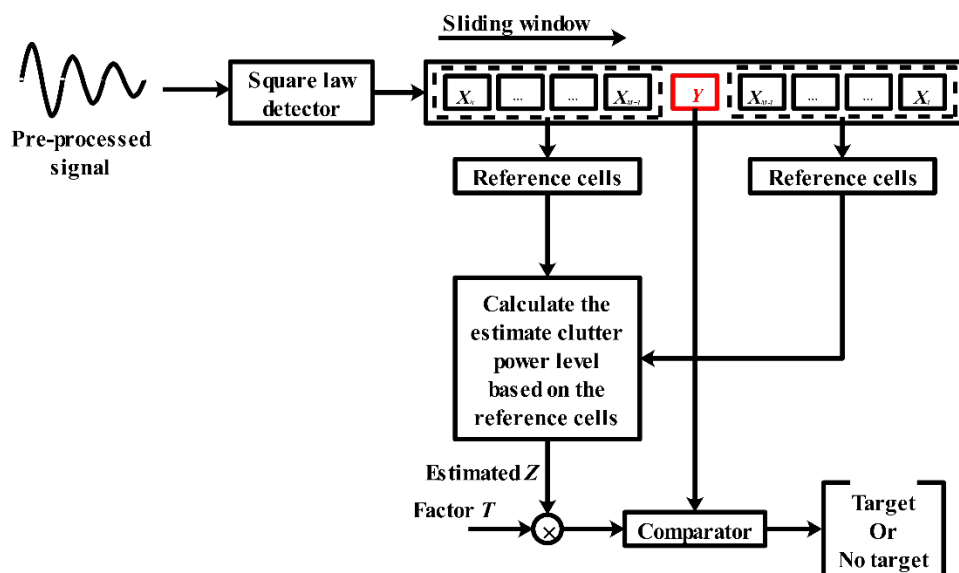 Sliding window
Square law
detector
X ... ... X Y X ... ... X
Pre-processed
signal
Reference cells
Reference cells
Calculate the
estimate clutter
power level
based on the
reference cells
Estimated Z
Factor T
×
Comparator
Target
Or
No target